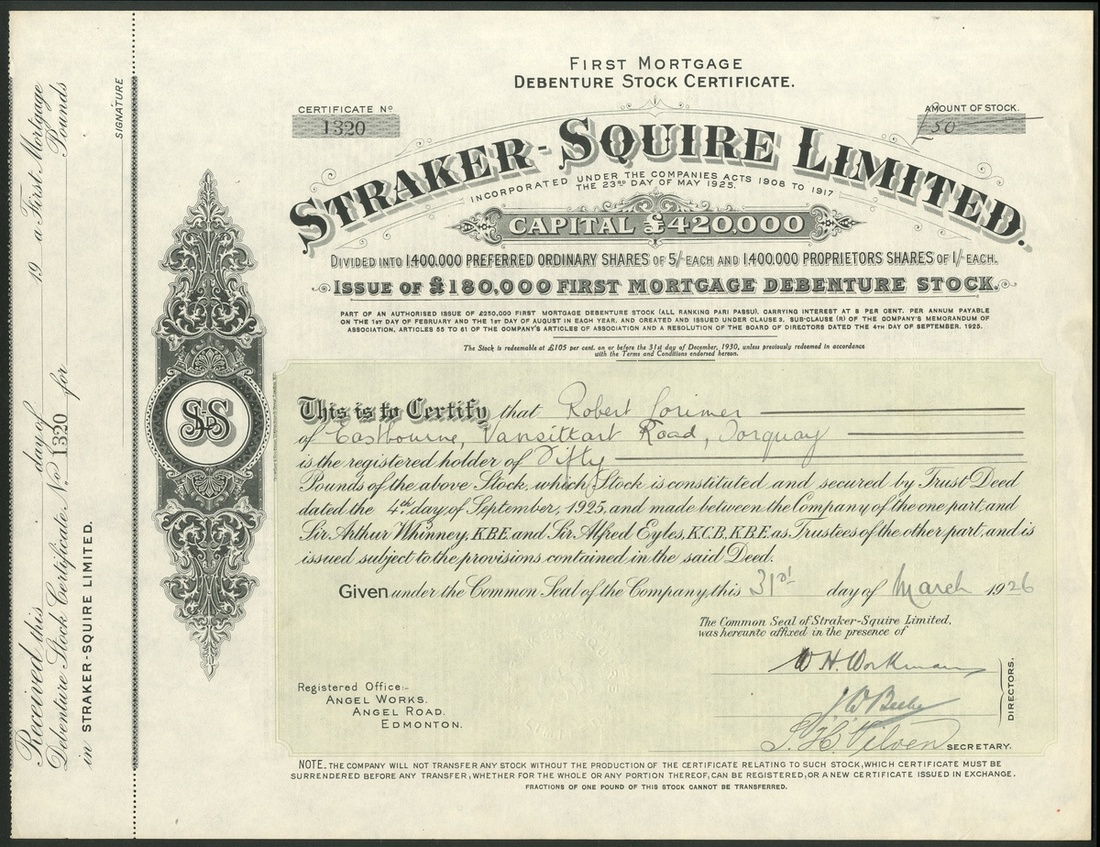 FIRST MORTGAGE
DEBENTURE STOCK CERTIFICATE.
CERTIFICATE No
1320
AMOUNT OF STOCK.
£50
STRAKER-SQUIRE LIMITED.
INCORPORATED UNDER THE COMPANIES ACTS 1908 TO 1917
THE 23RD DAY OF MAY 1925.
CAPITAL £420,000
DIVIDED INTO 1,400,000 PREFERRED ORDINARY SHARES OF 5/- EACH AND 1,400,000 PROPRIETORS SHARES OF 1/- EACH.
ISSUE OF £180,000 FIRST MORTGAGE DEBENTURE STOCK.
PART OF AN AUTHORISED ISSUE OF £250,000 FIRST MORTGAGE DEBENTURE STOCK (ALL RANKING PARI PASSU), CARRYING INTEREST AT 8 PER CENT. PER ANNUM PAYABLE
ON THE 1ST DAY OF FEBRUARY AND THE 1ST DAY OF AUGUST IN EACH YEAR, AND CREATED AND ISSUED UNDER CLAUSE 3, SUB-CLAUSE (R) OF THE COMPANY'S MEMORANDUM OF
ASSOCIATION, ARTICLES 55 TO 61 OF THE COMPANY'S ARTICLES OF ASSOCIATION AND A RESOLUTION OF THE BOARD OF DIRECTORS DATED THE 4TH DAY OF SEPTEMBER, 1925.
The Stock is redeemable at £105 per cent. on or before the 31st day of December, 1930, unless previously redeemed in accordance
with the Terms and Conditions endorsed hereon.
This is to Certify that Robert Lorimer
of Eastbourne, Vansittart Road, Torquay
is the registered holder of Fifty
Pounds of the above Stock, which Stock is constituted and secured by Trust Deed
dated the 4th day of September, 1925, and made between the Company of the one part, and
Sir Arthur Whinney, K.B.E and Sir Alfred Eyles, K.C.B, K.B.E. as Trustees of the other part, and is
issued subject to the provisions contained in the said Deed.
Given under the Common Seal of the Company, this 31st day of March 1926
The Common Seal of Straker-Squire Limited,
was hereunto affixed in the presence of
W. H. Workman
DIRECTORS.
SECRETARY.
Registered Office:-
ANGEL WORKS.
ANGEL ROAD.
EDMONTON.
NOTE. THE COMPANY WILL NOT TRANSFER ANY STOCK WITHOUT THE PRODUCTION OF THE CERTIFICATE RELATING TO SUCH STOCK, WHICH CERTIFICATE MUST BE
SURRENDERED BEFORE ANY TRANSFER, WHETHER FOR THE WHOLE OR ANY PORTION THEREOF, CAN BE REGISTERED, OR A NEW CERTIFICATE ISSUED IN EXCHANGE.
FRACTIONS OF ONE POUND OF THIS STOCK CANNOT BE TRANSFERRED.
SS
Received this day of 19 a First Mortgage
Debenture Stock Certificate No 1320 for Pounds
in STRAKER-SQUIRE LIMITED.
SIGNATURE